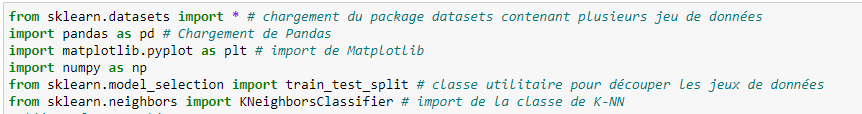 from sklearn.datasets import * # chargement du package datasets contenant plusieurs jeu de données
import pandas as pd # Chargement de Pandas
import matplotlib.pyplot as plt # import de Matplotlib
import numpy as np
from sklearn.model_selection import train_test_split # classe utilitaire pour découper les jeux de données
from sklearn.neighbors import KNeighborsClassifier # import de la classe de K-NN